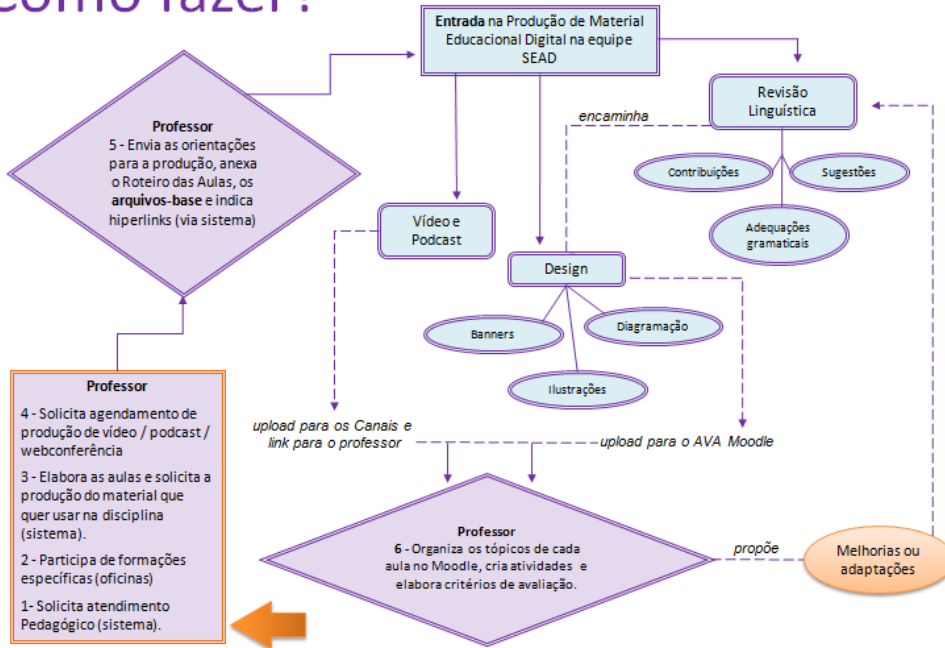 como fazer?
Entrada na Produção de Material
Educacional Digital na equipe
SEAD
Professor
5 - Envia as orientações
para a produção, anexa
o Roteiro das Aulas, os
arquivos-base e indica
hiperlinks (via sistema)
Revisão
Linguística
encaminha
Contribuições
Sugestões
Adequações
gramaticais
Vídeo e
Podcast
Design
Banners
Diagramação
Ilustrações
Professor
4 - Solicita agendamento de
produção de vídeo / podcast /
webconferência
3 - Elabora as aulas e solicita a
produção do material que
quer usar na disciplina
(sistema).
2 - Participa de formações
específicas (oficinas)
1- Solicita atendimento
Pedagógico (sistema).
upload para os Canais e
link para o professor
upload para o AVA Moodle
Professor
6 - Organiza os tópicos de cada
aula no Moodle, cria atividades e
elabora critérios de avaliação.
propõe
Melhorias ou
adaptações